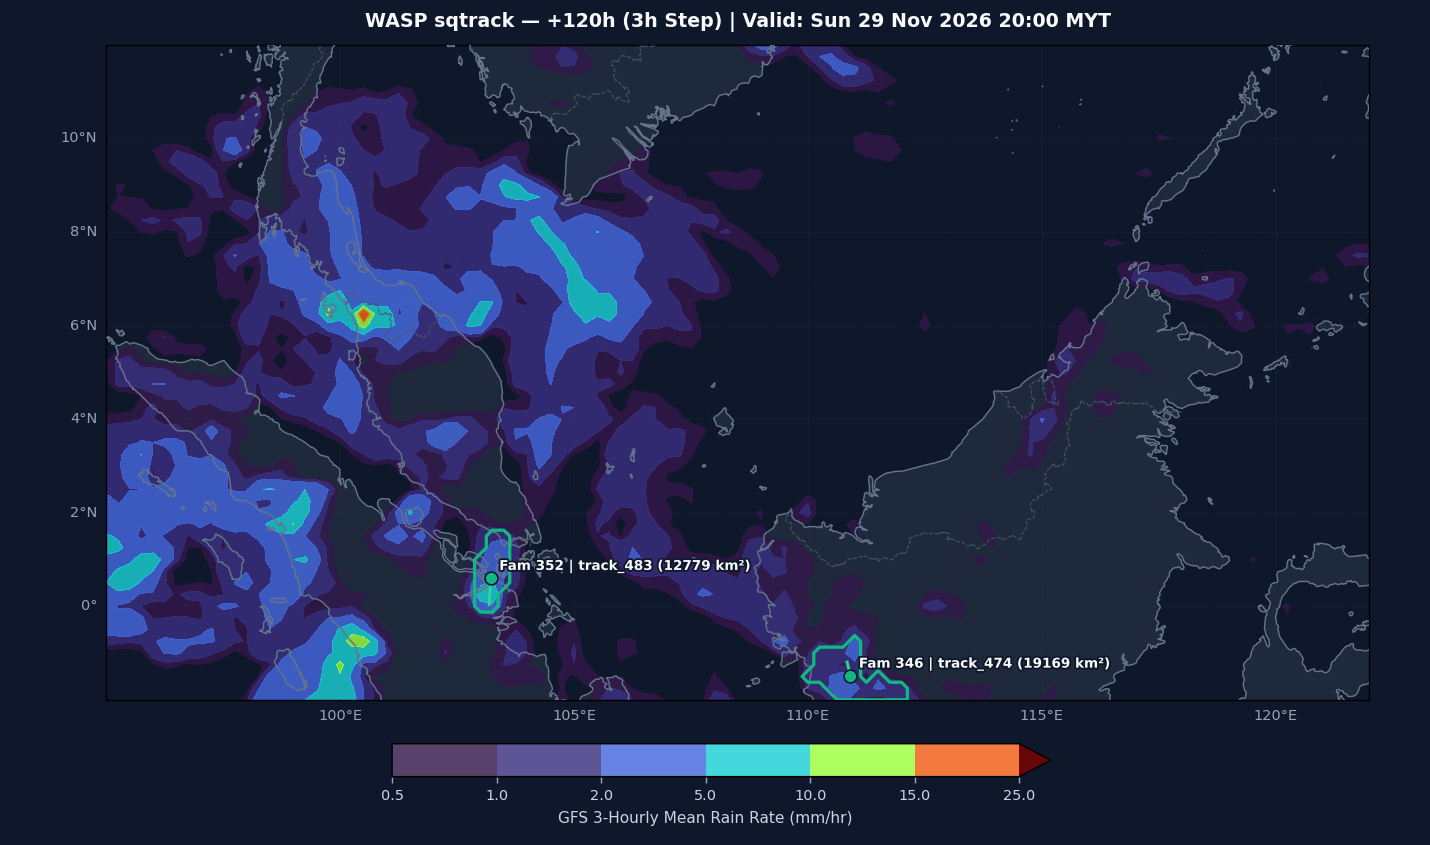 WASP sqtrack — +120h (3h Step) | Valid: Sun 29 Nov 2026 20:00 MYT
10°N
8°N
6°N
4°N
2°N
0°
Fam 352 | track_483 (12779 km²)
Fam 346 | track_474 (19169 km²)
100°E 105°E 110°E 115°E 120°E
0.5 1.0 2.0 5.0 10.0 15.0 25.0
GFS 3-Hourly Mean Rain Rate (mm/hr)